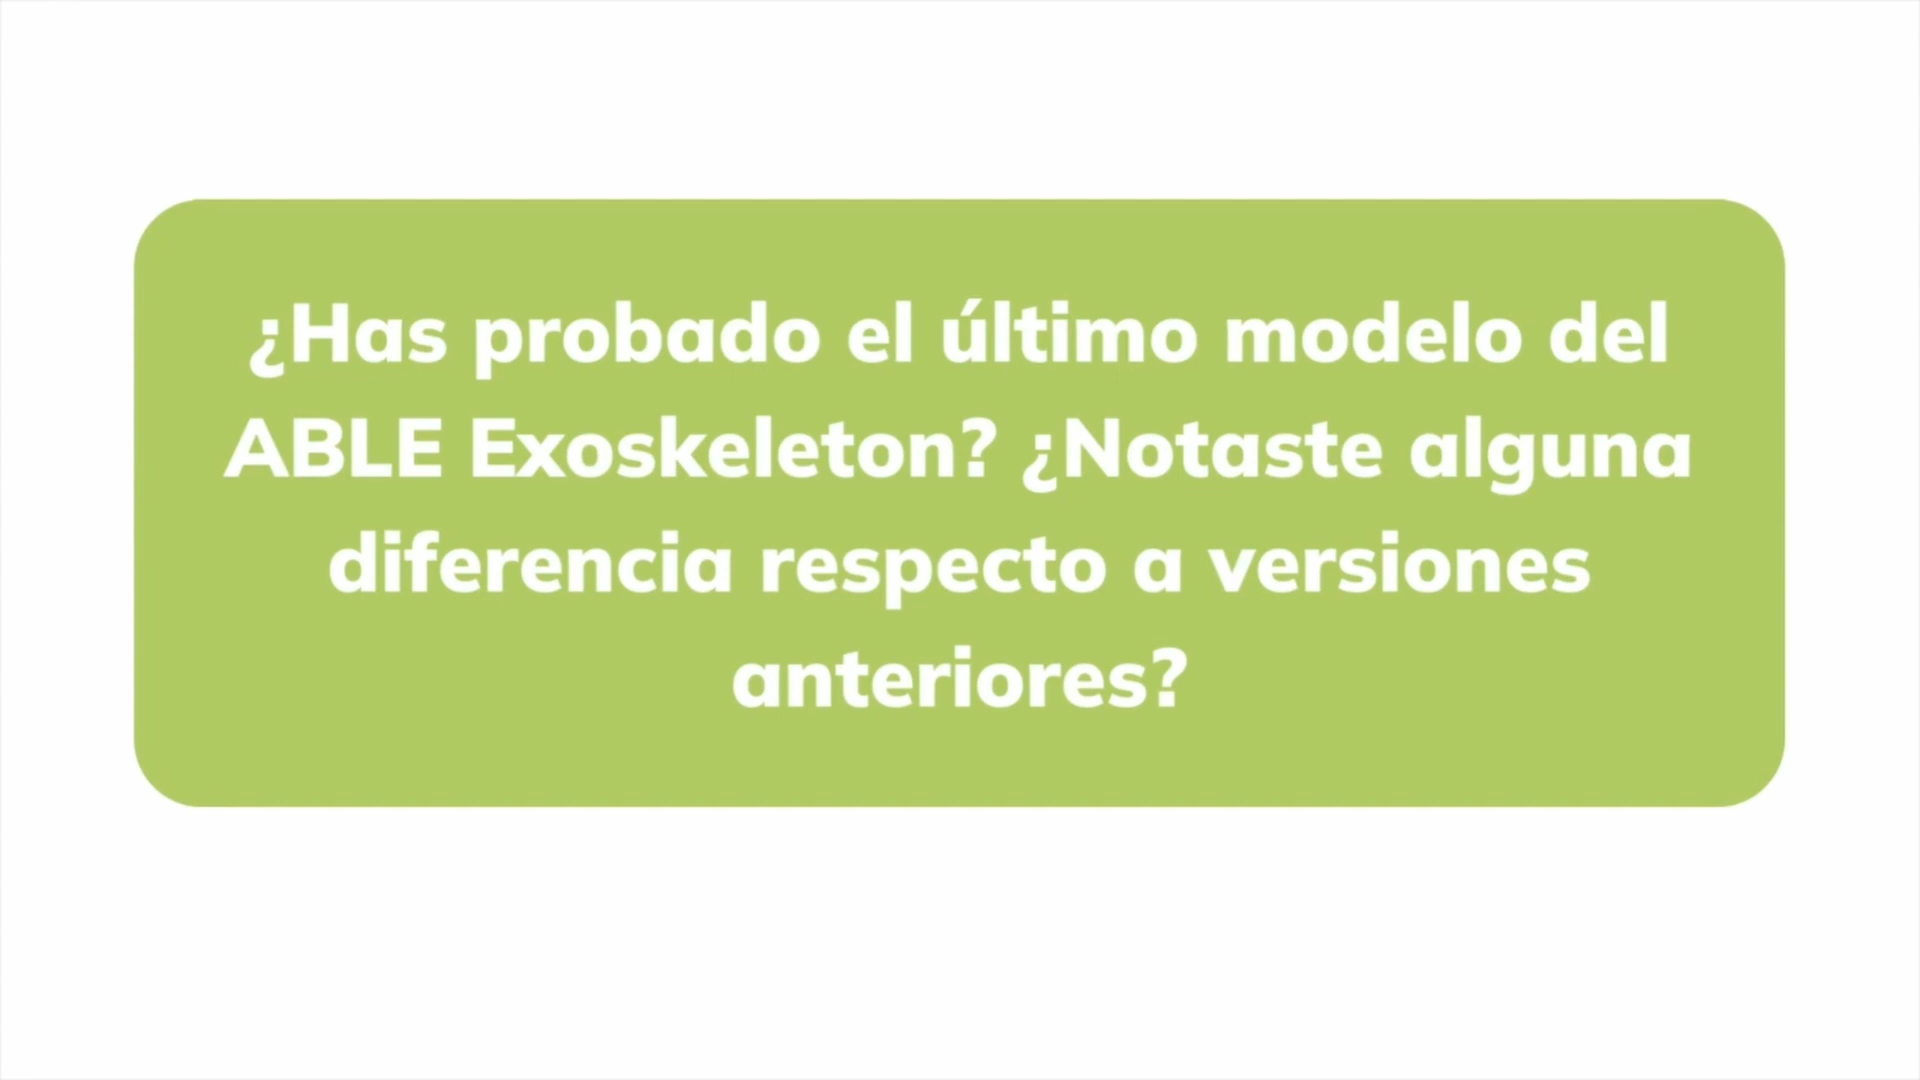 ¿Has probado el último modelo del
ABLE Exoskeleton? ¿Notaste alguna
diferencia respecto a versiones
anteriores?